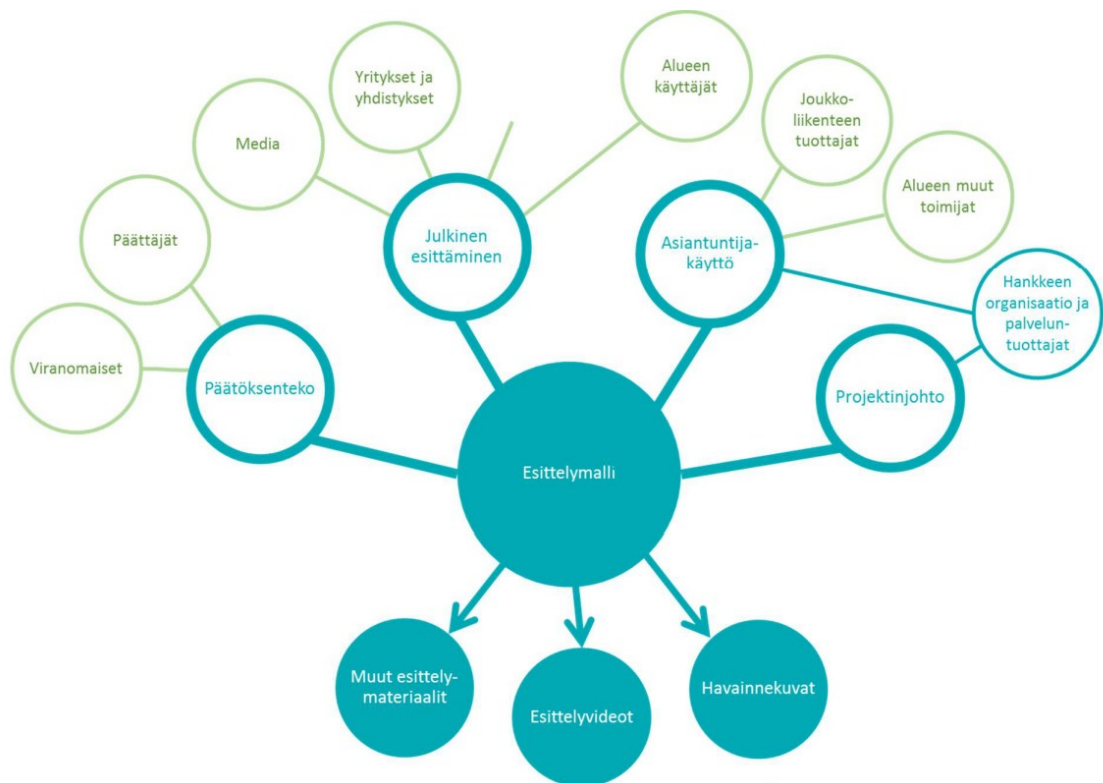 Yritykset ja
yhdistykset
Alueen
käyttäjät
Joukko-
liikenteen
tuottajat
Media
Alueen muut
toimijat
Päättäjät
Julkinen
esittäminen
Asiantuntija-
käyttö
Hankkeen
organisaatio ja
palvelun-
tuottajat
Viranomaiset
Päätöksenteko
Projektinjohto
Esittelymalli
Muut esittely-
materiaalit
Esittelyvideot
Havainnekuvat